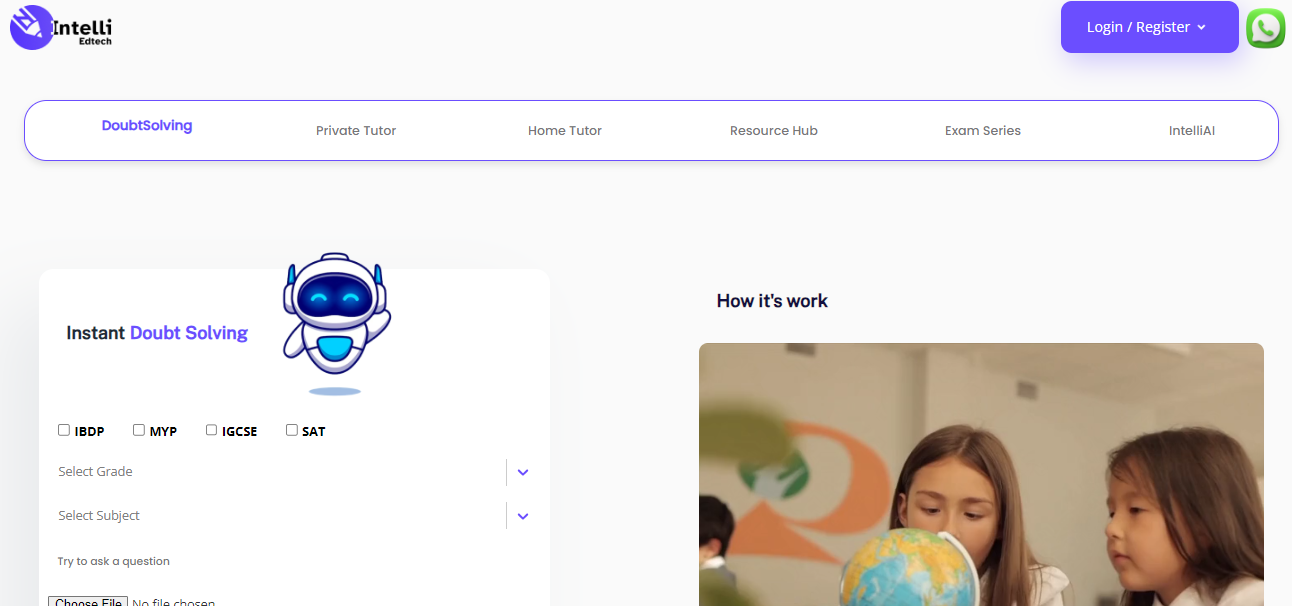 Intelli
Edtech
Login / Register
DoubtSolving
Private Tutor
Home Tutor
Resource Hub
Exam Series
IntelliAI
Instant Doubt Solving
IBDP
MYP
IGCSE
SAT
Select Grade
Select Subject
Try to ask a question
Choose File No file chosen
How it's work